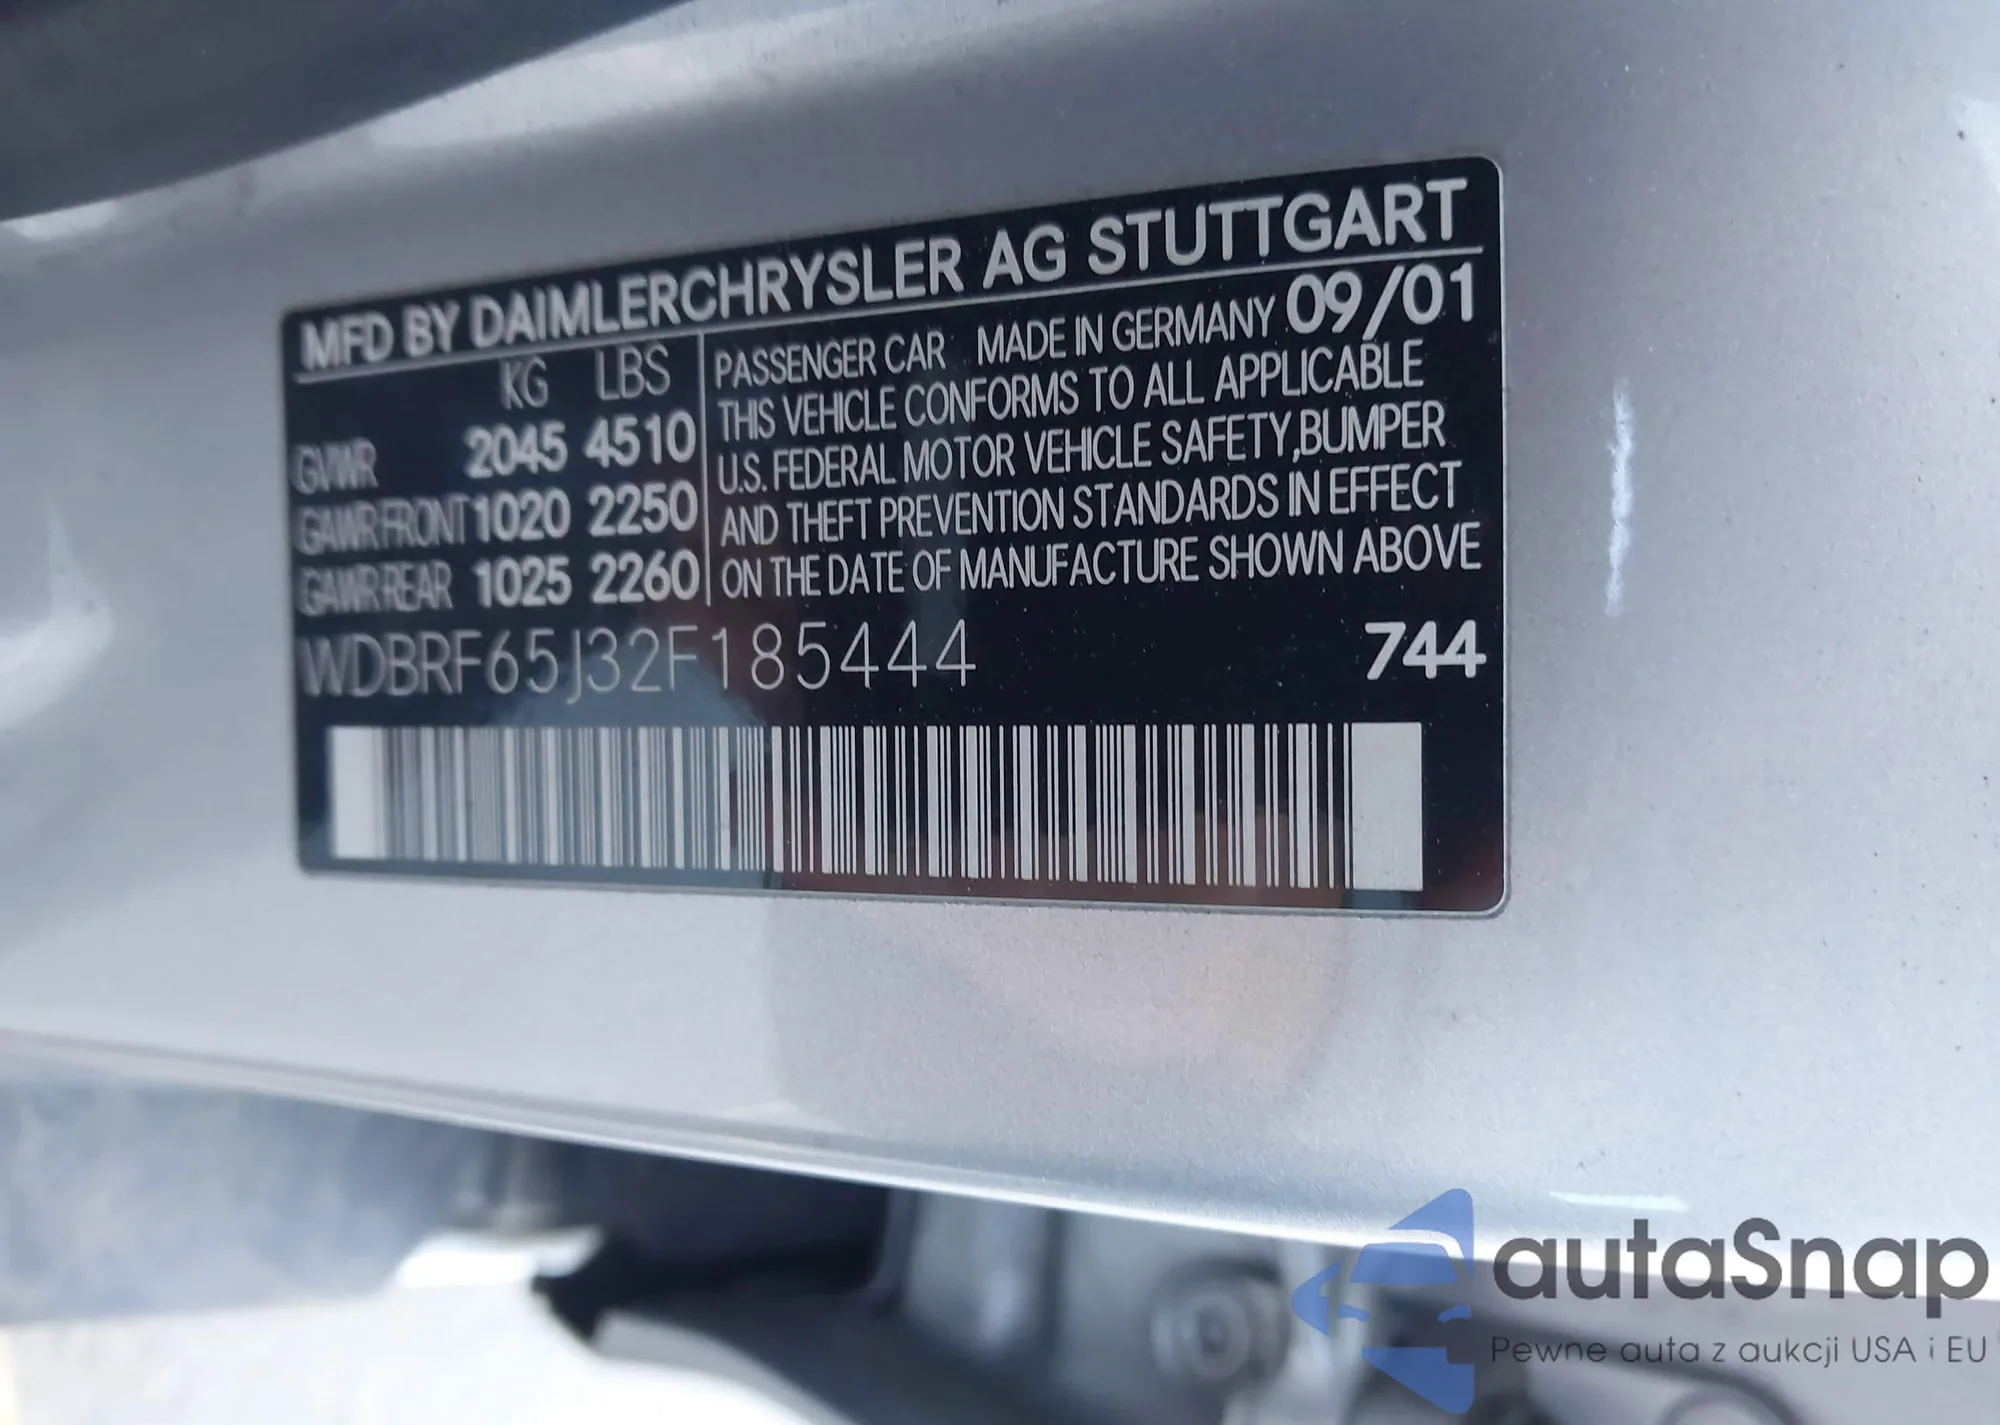 MFD BY DAIMLERCHRYSLER AG STUTTGART
KG LBS
GVWR 2045 4510
GAWR FRONT 1020 2250
GAWR REAR 1025 2260
PASSENGER CAR MADE IN GERMANY 09/01
THIS VEHICLE CONFORMS TO ALL APPLICABLE
U.S. FEDERAL MOTOR VEHICLE SAFETY,BUMPER
AND THEFT PREVENTION STANDARDS IN EFFECT
ON THE DATE OF MANUFACTURE SHOWN ABOVE
WDBRF65J32F185444 744
autaSnap
Pewne auta z aukcji USA i EU